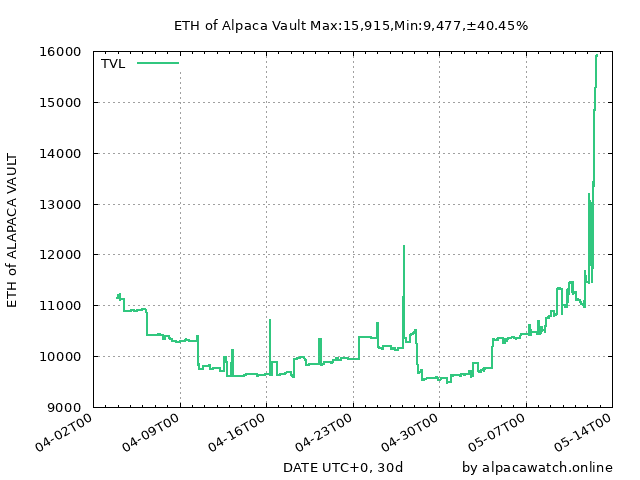 ETH of Alpaca Vault Max:15,915,Min:9,477,±40.45%
TVL
16000
15000
14000
13000
12000
11000
10000
9000
ETH of ALAPACA VAULT
04-02T00
04-09T00
04-16T00
04-23T00
04-30T00
05-07T00
05-14T00
DATE UTC+0, 30d
by alpacawatch.online